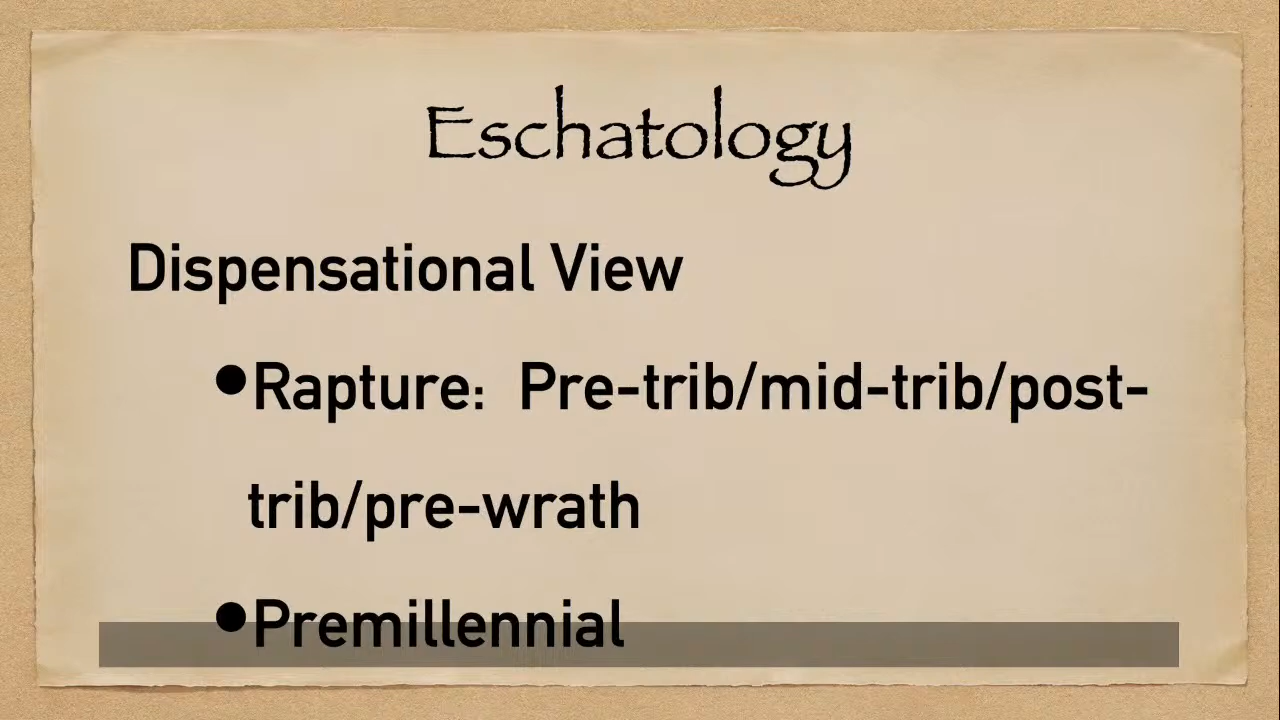 Eschatology
Dispensational View
•Rapture:  Pre-trib/mid-trib/post-
trib/pre-wrath
•Premillennial